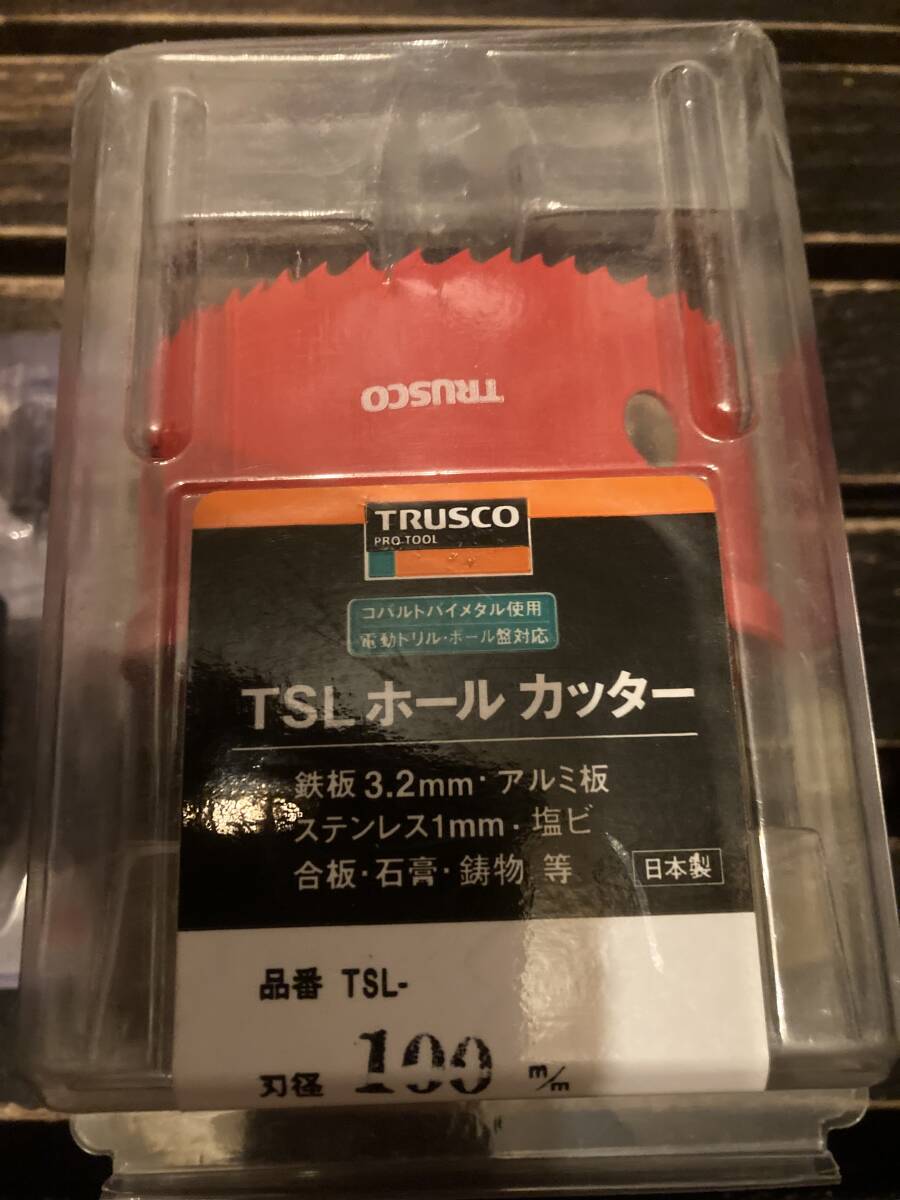 TRUSCO
TRUSCO
PRO TOOL
コバルトバイメタル使用
電動ドリル・ボール盤対応
TSL ホール カッター
鉄板 3.2mm・アルミ板
ステンレス1mm・塩ビ
合板・石膏・鋳物 等
日本製
品番 TSL-
刃径 100 m/m